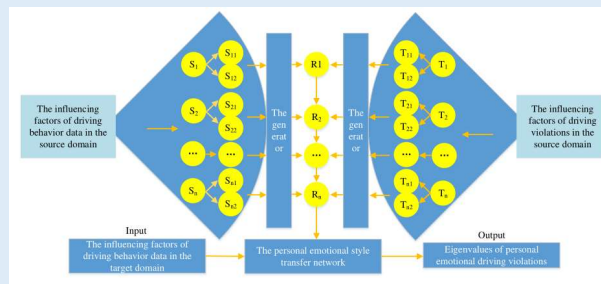 The influencing
factors of driving
behavior data in the
source domain
S1
S11
S12
S2
S21
S22
...
...
Sn
Sn1
Sn2
The
gen
erat
or
R1
R2
...
Rn
The
gen
erat
or
T11
T12
T1
T21
T22
T2
...
...
Tn1
Tn2
Tn
The influencing
factors of driving
violations in the
source domain
Input
The influencing factors of
driving behavior data in the
target domain
The personal emotional style
transfer network
Output
Eigenvalues of personal
emotional driving violations